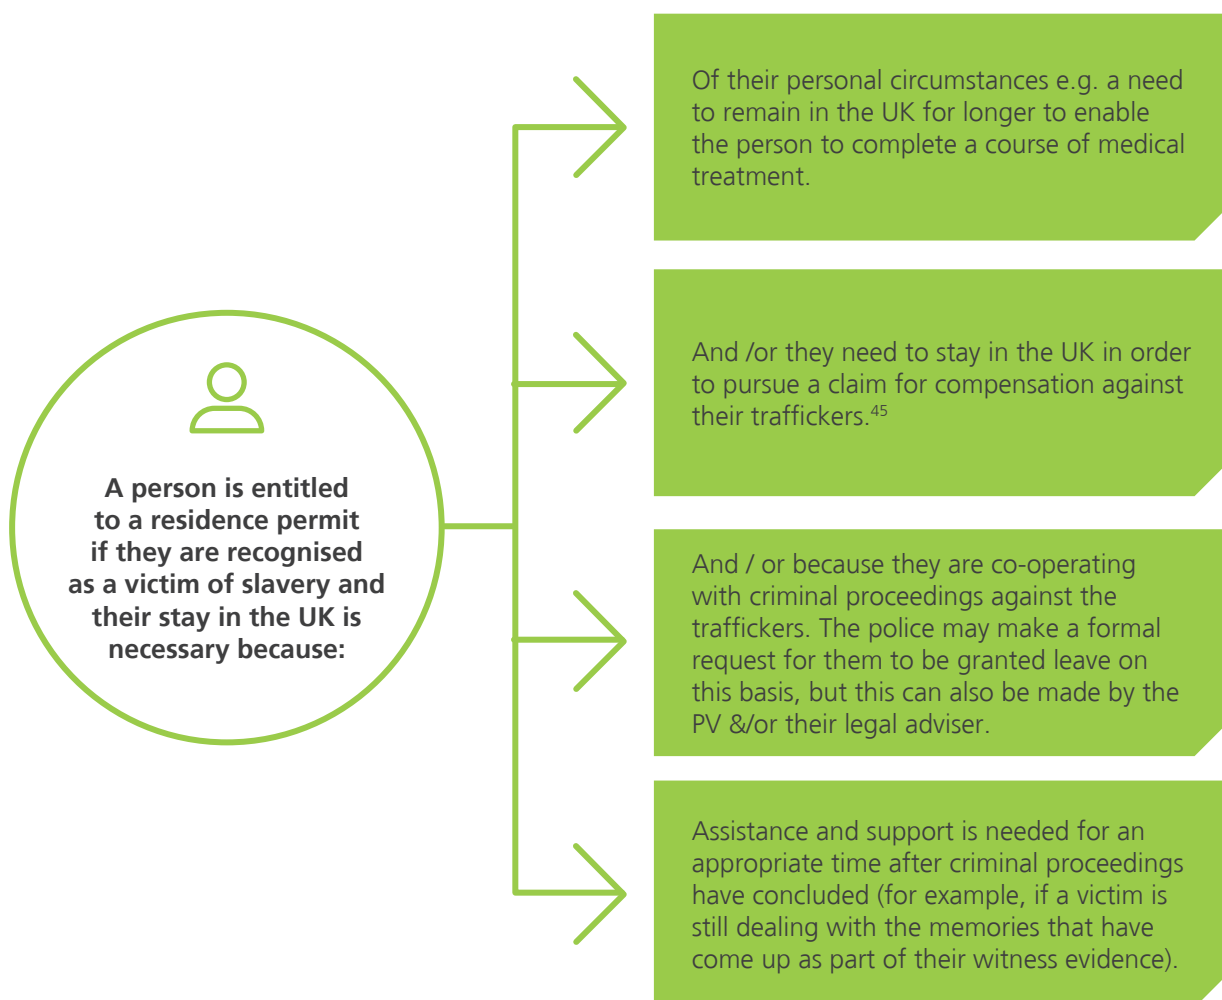 Of their personal circumstances e.g. a need
to remain in the UK for longer to enable
the person to complete a course of medical
treatment.
And /or they need to stay in the UK in order
to pursue a claim for compensation against
their traffickers.45
A person is entitled
to a residence permit
if they are recognised
as a victim of slavery and
their stay in the UK is
necessary because:
And / or because they are co-operating
with criminal proceedings against the
traffickers. The police may make a formal
request for them to be granted leave on
this basis, but this can also be made by the
PV &/or their legal adviser.
Assistance and support is needed for an
appropriate time after criminal proceedings
have concluded (for example, if a victim is
still dealing with the memories that have
come up as part of their witness evidence).